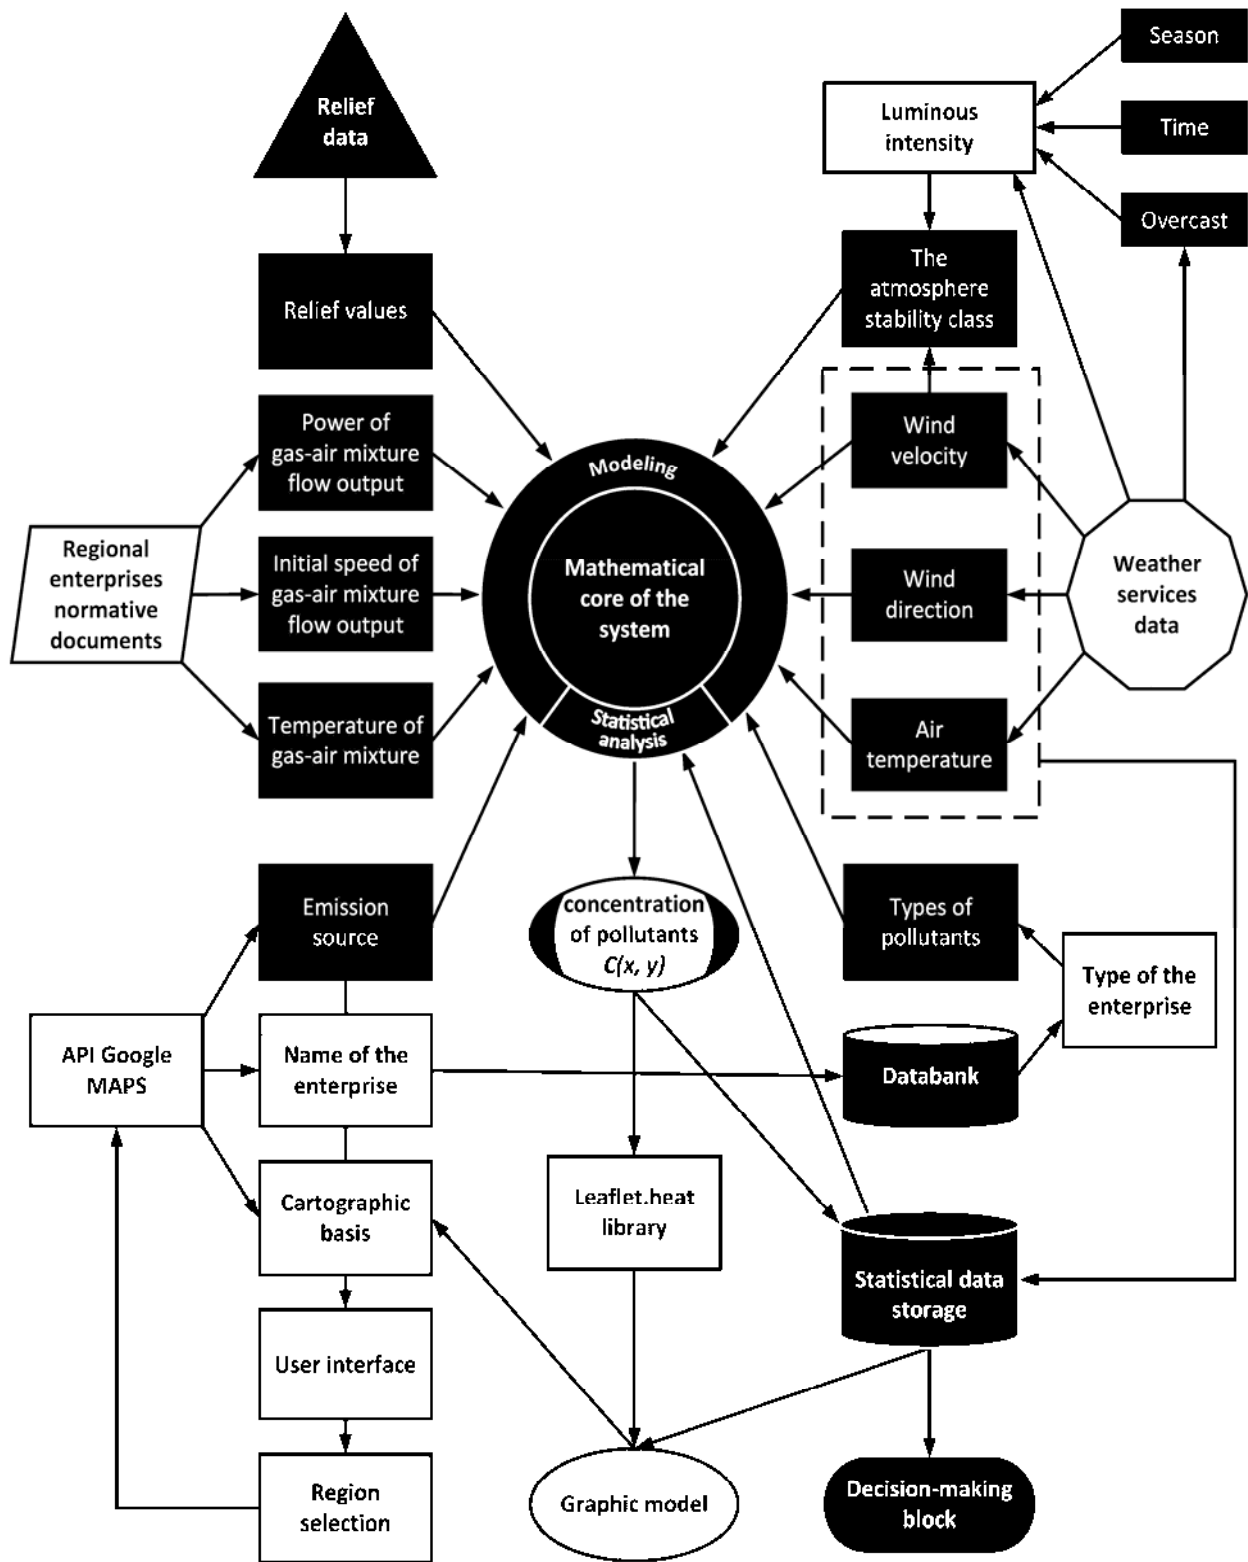 Relief
data
Luminous
intensity
Season
Time
Overcast
Relief values
The
atmosphere
stability class
Power of
gas-air mixture
flow output
Modeling
Wind
velocity
Regional
enterprises
normative
documents
Initial speed of
gas-air mixture
flow output
Mathematical
core of the
system
Wind
direction
Weather
services
data
Temperature of
gas-air mixture
Statistical
analysis
Air
temperature
Emission
source
concentration
of pollutants
C(x, y)
Types of
pollutants
Type of the
enterprise
API Google
MAPS
Name of the
enterprise
Databank
Cartographic
basis
Leaflet.heat
library
Statistical data
storage
User interface
Region
selection
Graphic model
Decision-making
block